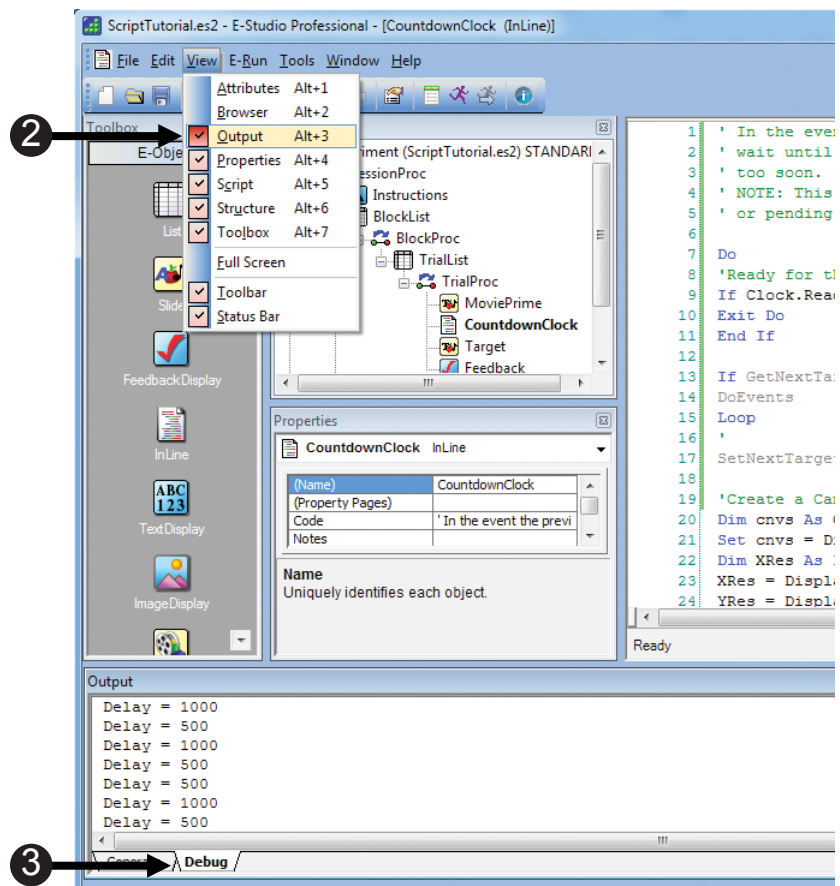 ScriptTutorial.es2 - E-Studio Professional - [CountdownClock (InLine)]
File Edit View E-Run Tools Window Help
Attributes Alt+1
Browser Alt+2
2
Output Alt+3
Properties Alt+4
Script Alt+5
Structure Alt+6
Toolbox Alt+7
Full Screen
Toolbar
Status Bar
Toolbox
E-Obje
List
Slide
FeedbackDisplay
InLine
ABC
123
TextDisplay
ImageDisplay
iment (ScriptTutorial.es2) STANDARI
essionProc
Instructions
BlockList
BlockProc
TrialList
TrialProc
MoviePrime
CountdownClock
Target
Feedback
Properties
CountdownClock InLine
(Name) CountdownClock
(Property Pages)
Code ' In the event the previ
Notes
Name
Uniquely identifies each object.
1 ' In the even
2 ' wait until
3 ' too soon.
4 ' NOTE: This
5 ' or pending
6
7 Do
8 'Ready for th
9 If Clock.Read
10 Exit Do
11 End If
12
13 If GetNextTar
14 DoEvents
15 Loop
16 '
17 SetNextTarget
18
19 'Create a Can
20 Dim cnvs As
21 Set cnvs = Di
22 Dim XRes As
23 XRes = Displa
24 YRes = Displa
Ready
Output
Delay = 1000
Delay = 500
Delay = 1000
Delay = 500
Delay = 500
Delay = 1000
Delay = 500
3
Debug